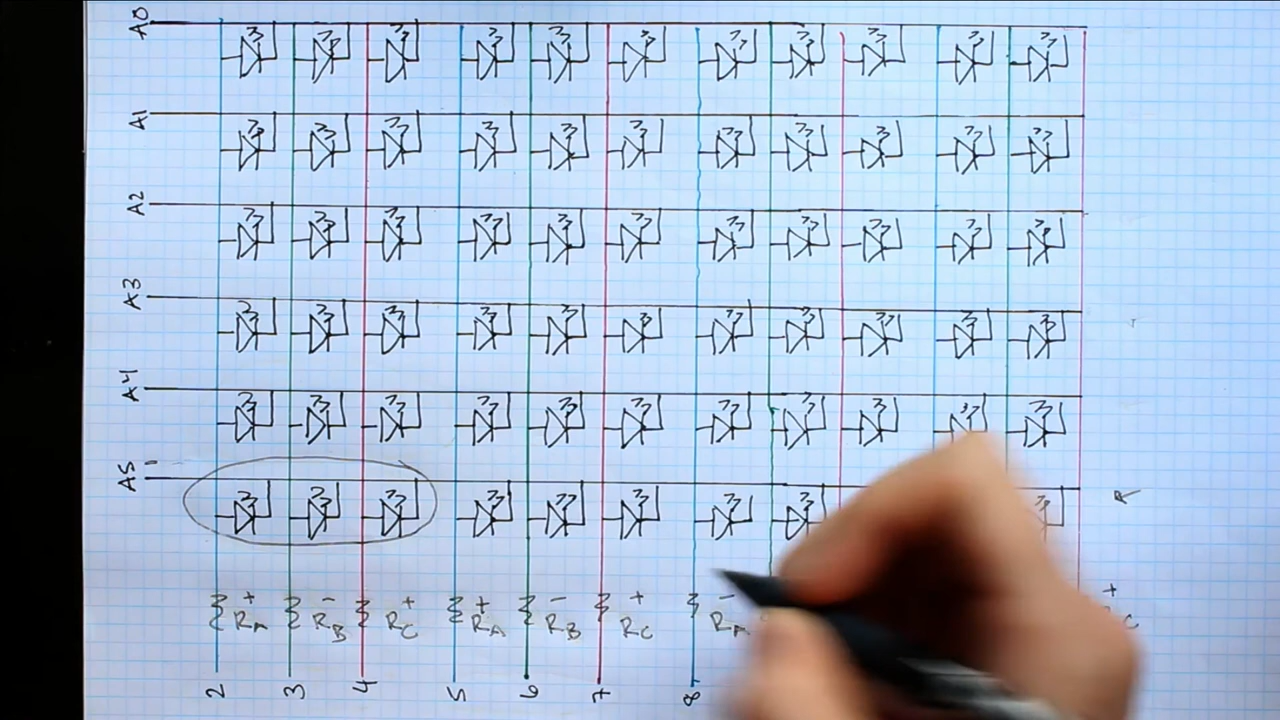 A0
A1
A2
A3
A4
A5 -
R
+ - + + - + - +
RA RB RC RA RB RC RA C
2 3 4 5 6 7 8